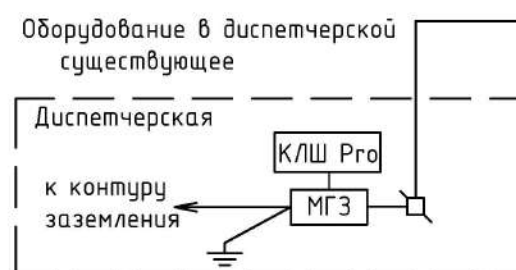 Оборудование в диспетчерской
существующее
Диспетчерская
КЛШ Pro
к контуру
заземления
МГЗ